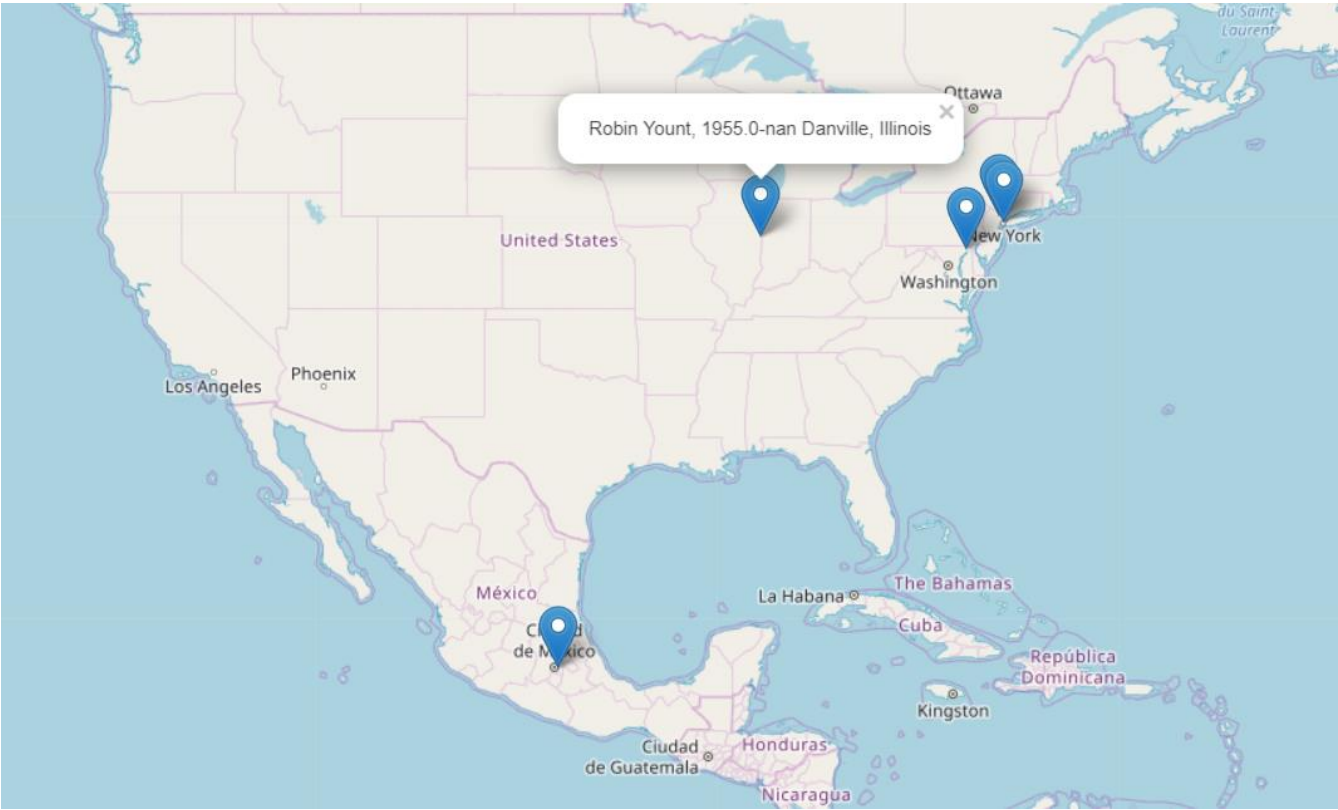 du Saint-
Laurent
Ottawa
Robin Yount, 1955.0-nan Danville, Illinois
×
United States
New York
Washington
Los Angeles
Phoenix
México
de México
La Habana
The Bahamas
Cuba
República
Dominicana
Kingston
Ciudad
de Guatemala
Honduras
Nicaragua